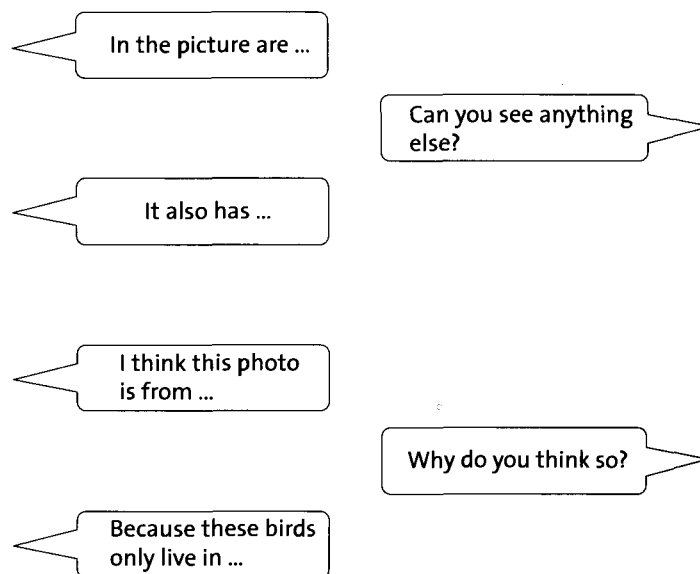 In the picture are ...
Can you see anything
else?
It also has ...
I think this photo
is from ...
Why do you think so?
Because these birds
only live in ...